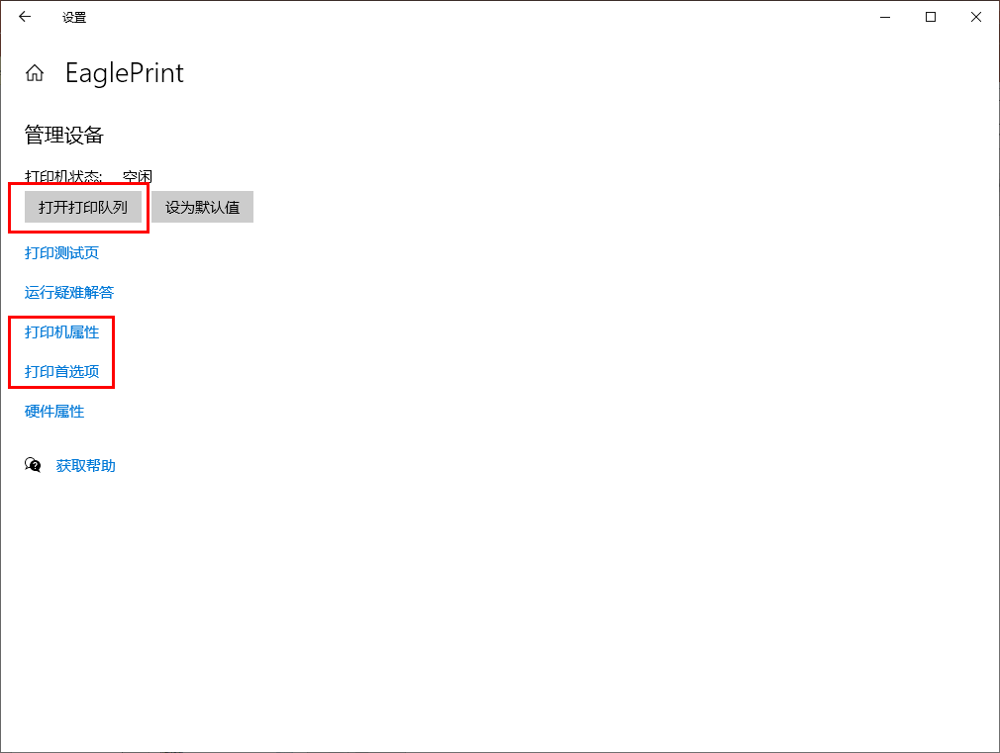 设置
EaglePrint
管理设备
打印机状态: 空闲
打开打印队列 设为默认值
打印测试页
运行疑难解答
打印机属性
打印首选项
硬件属性
获取帮助